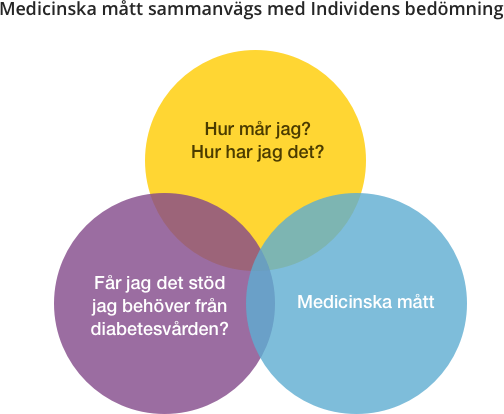 Medicinska mått sammanvägs med Individens bedömning
Hur mår jag?
Hur har jag det?
Får jag det stöd
jag behöver från
diabetesvården?
Medicinska mått